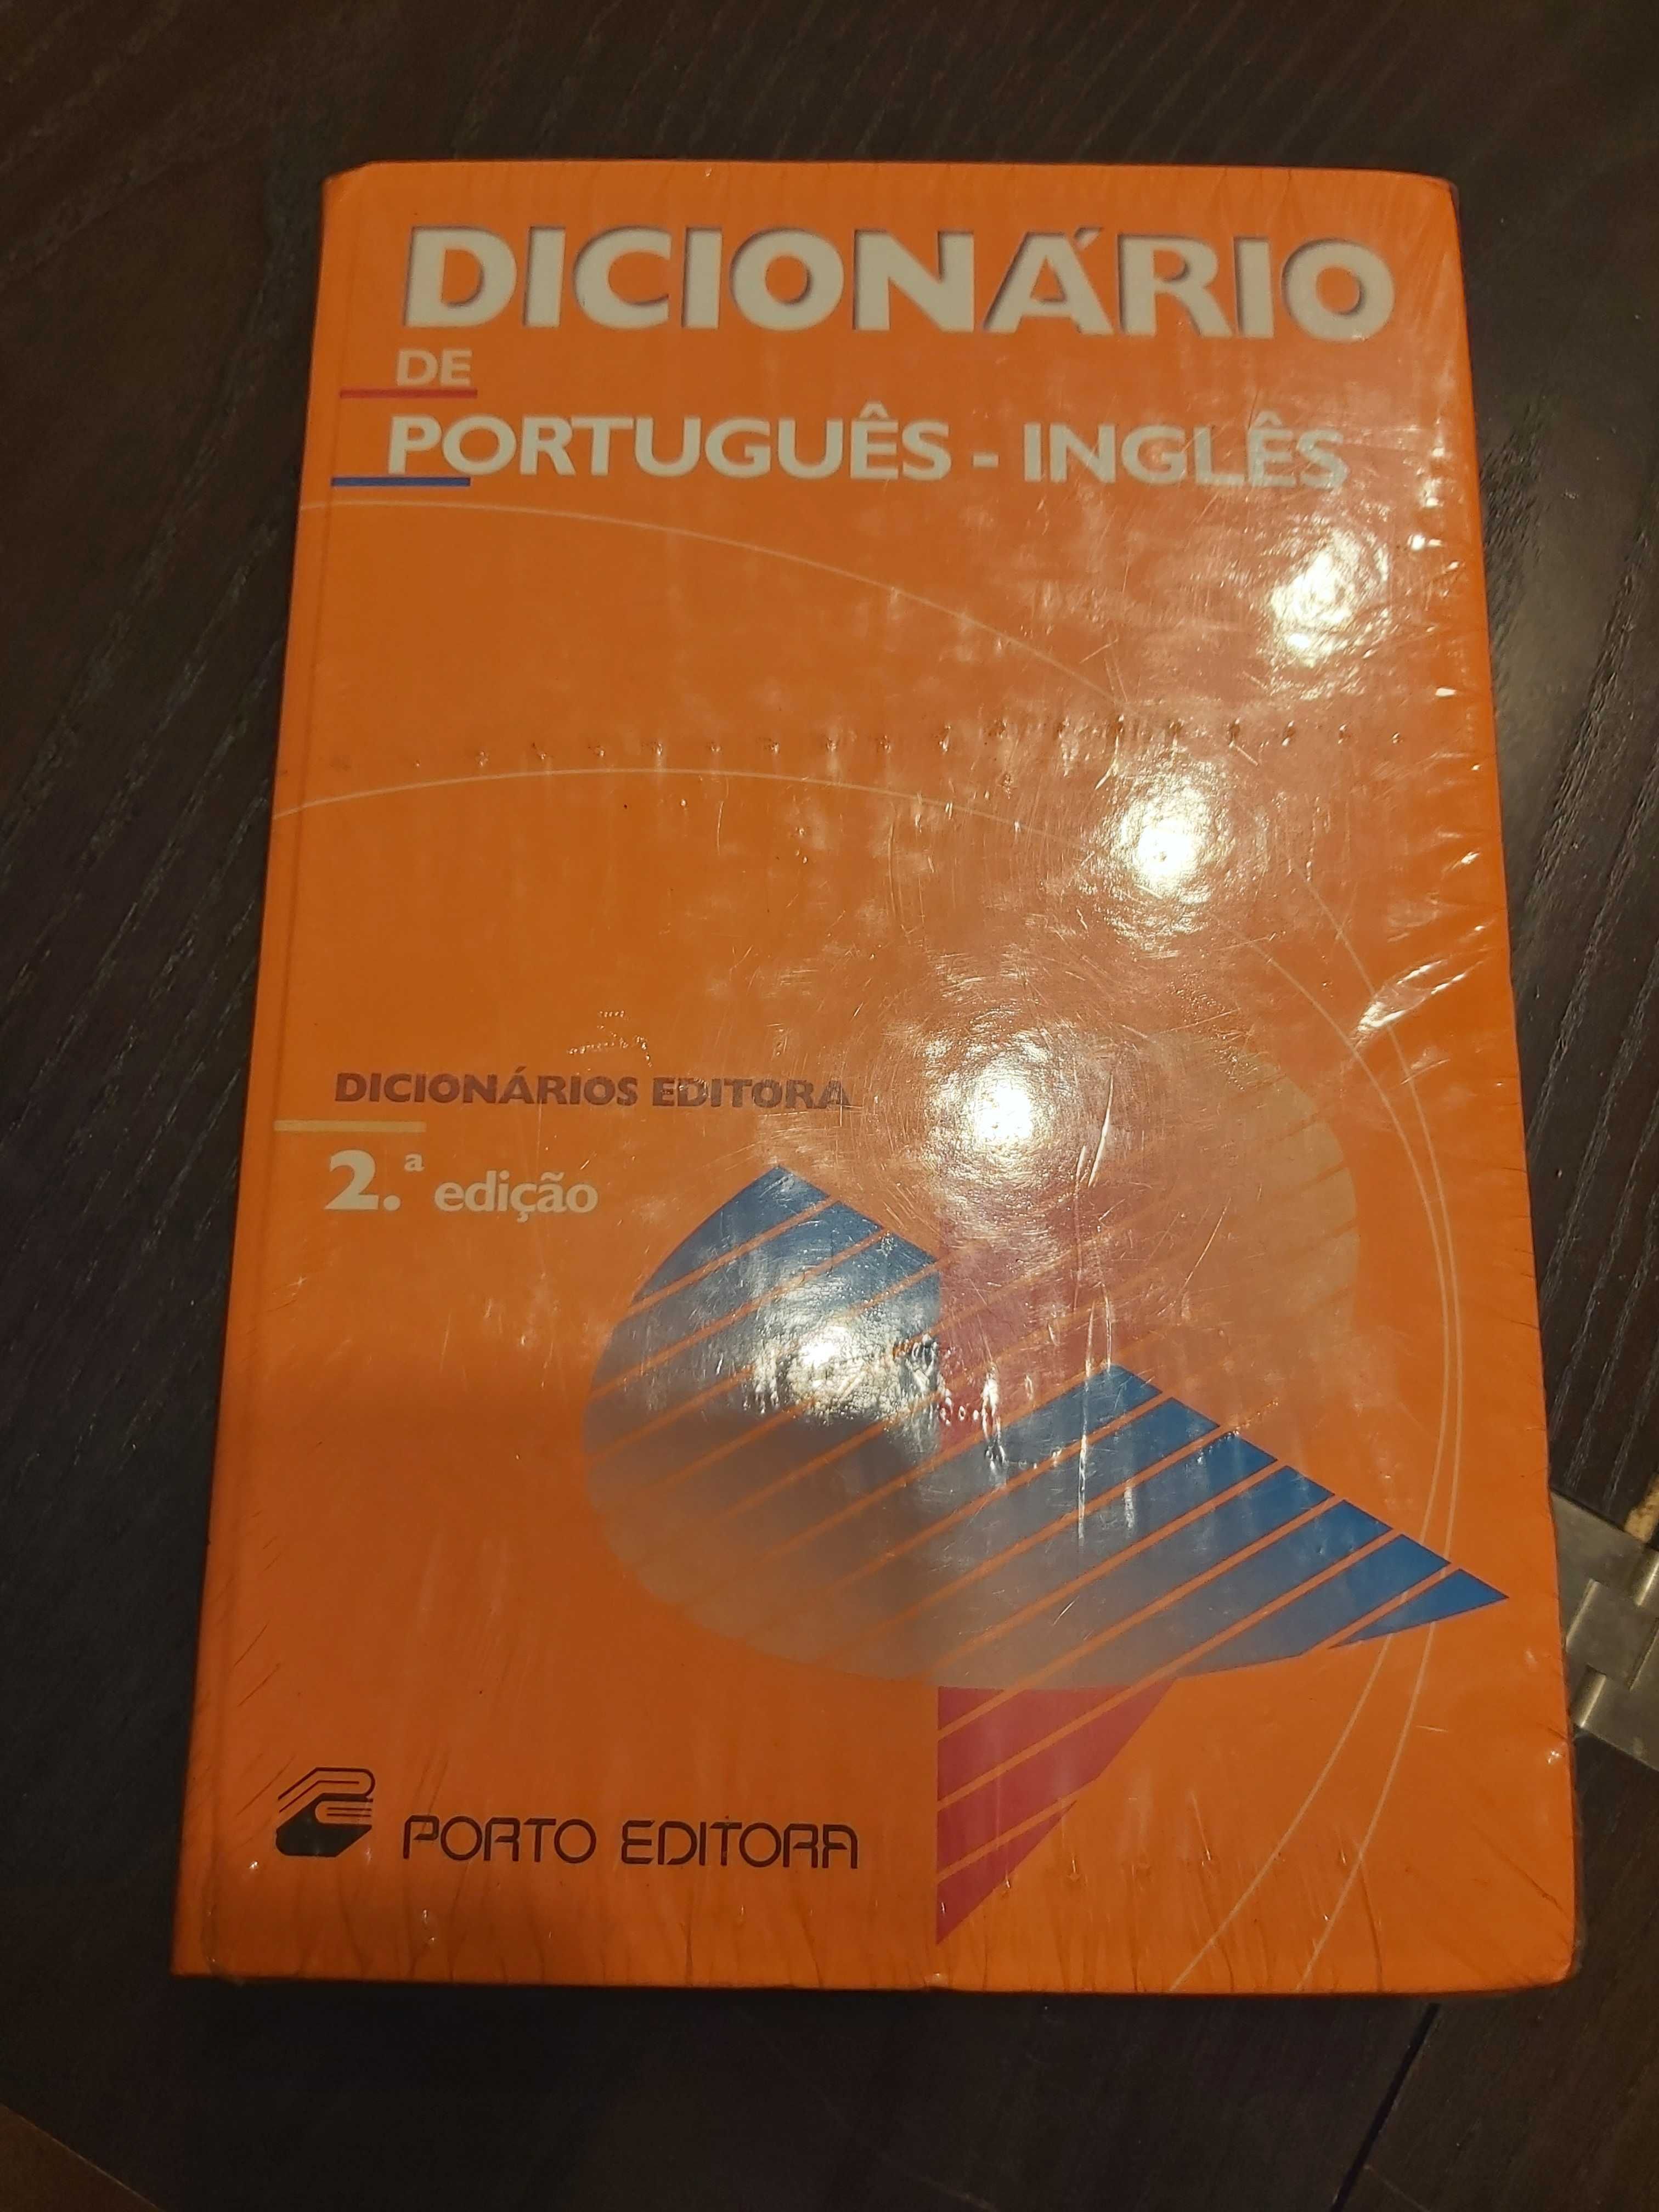 DICIONÁRIO
DE
PORTUGUÊS - INGLÊS
DICIONÁRIOS EDITORA
2.ª edição
PORTO EDITORA